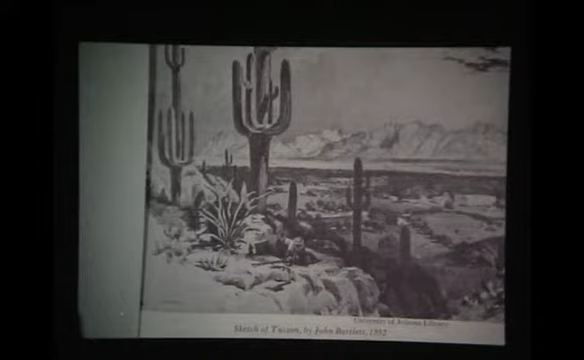 University of Arizona Library
Sketch of Tucson, by John Bartlett, 1852